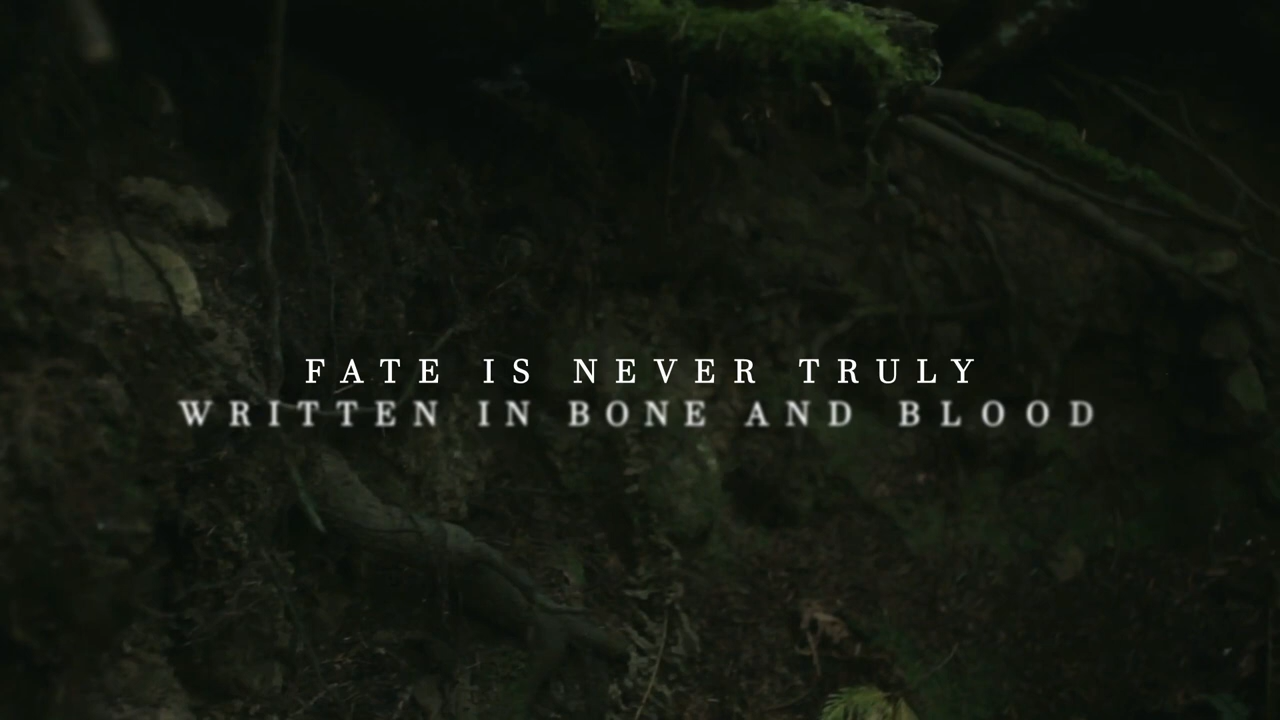 FATE IS NEVER TRULY
WRITTEN IN BONE AND BLOOD